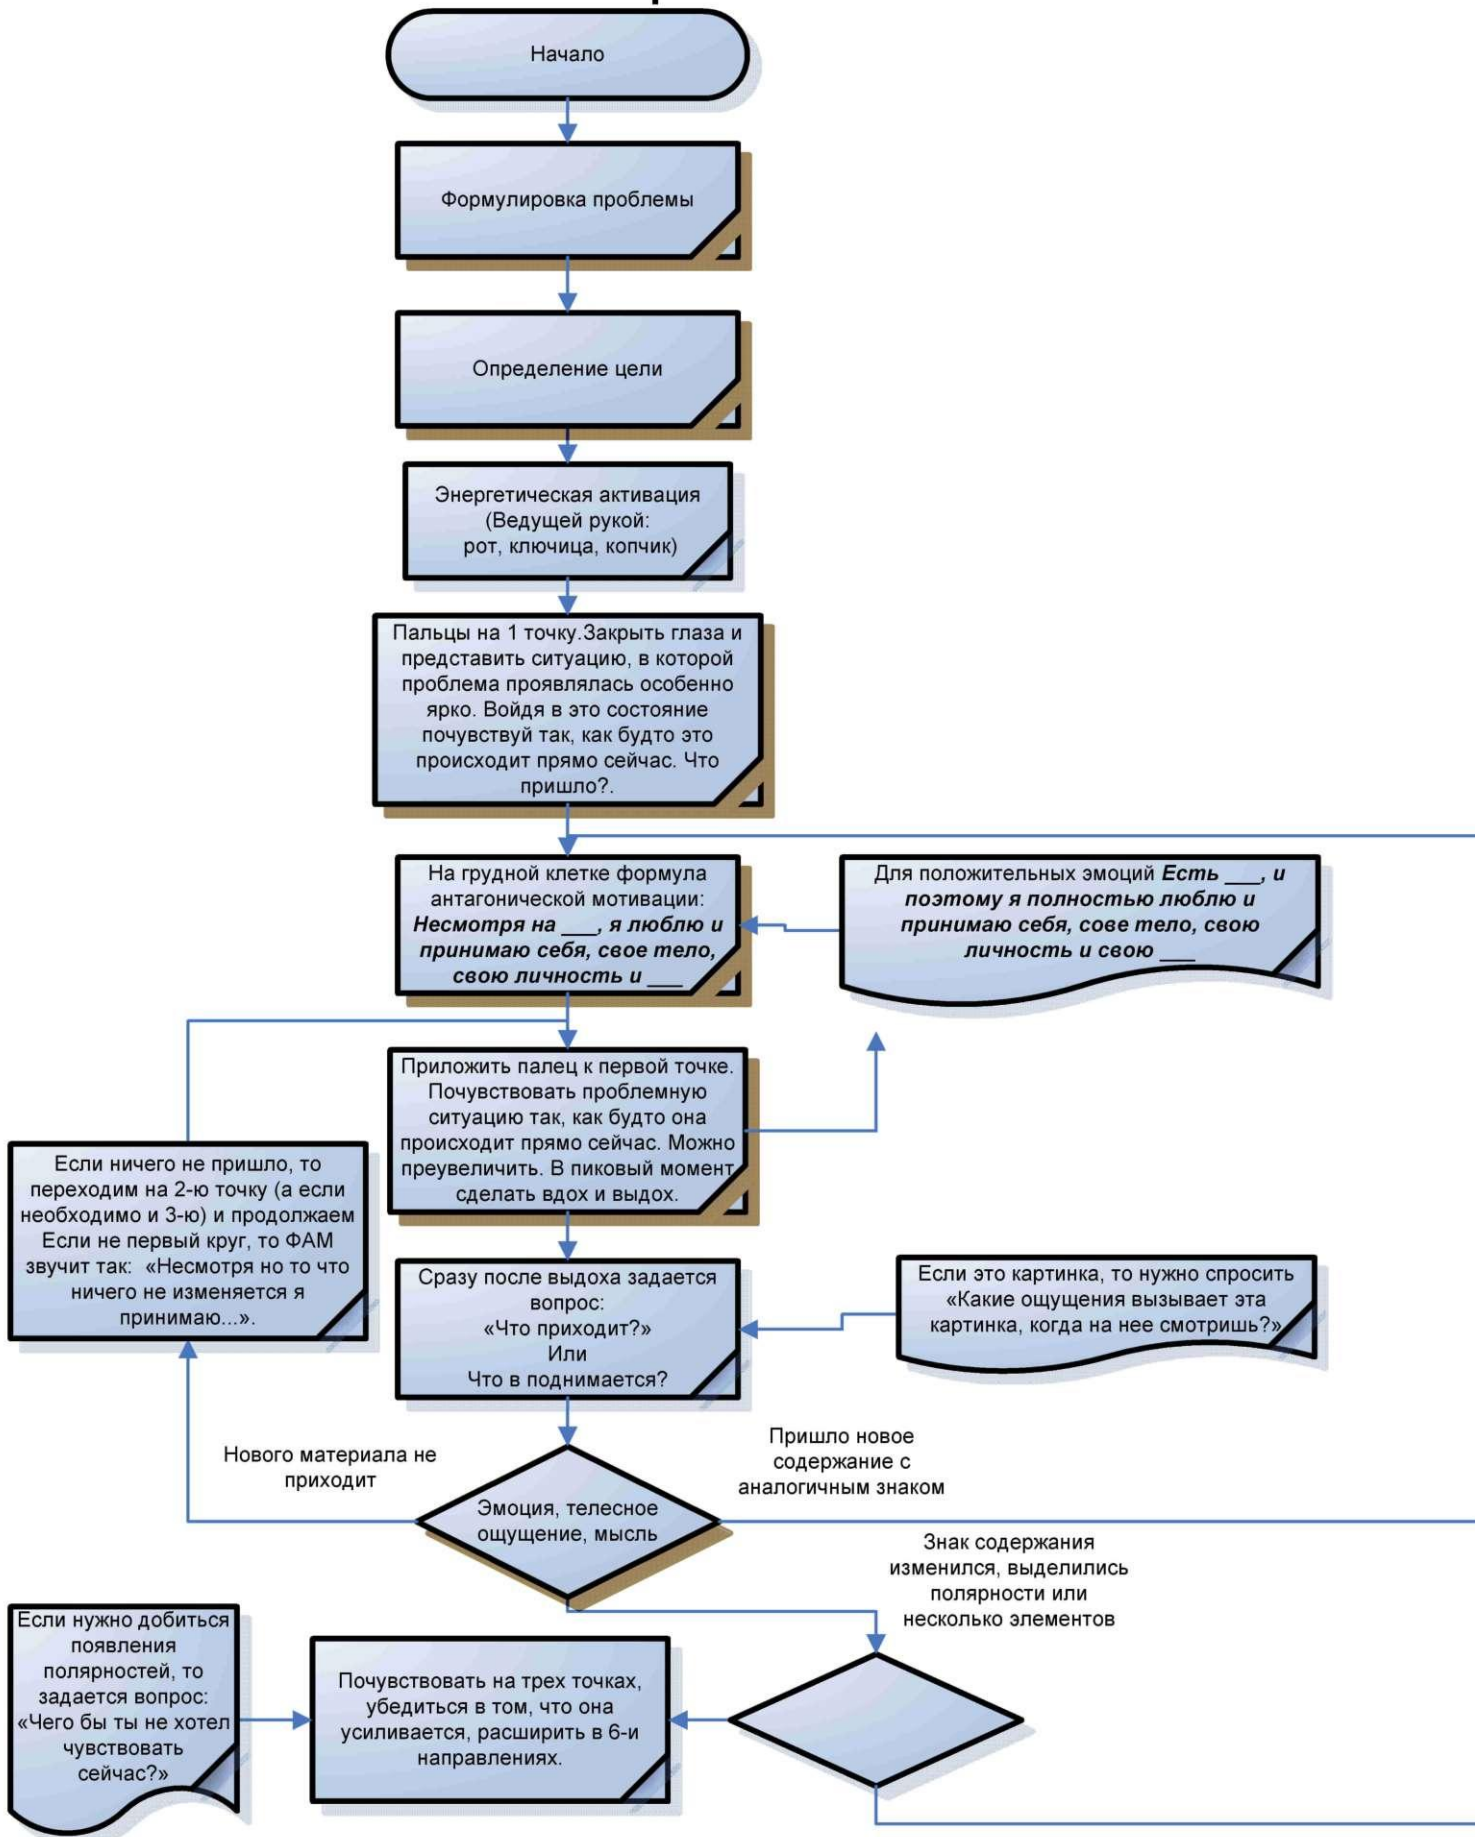 Начало
Формулировка проблемы
Определение цели
Энергетическая активация
(Ведущей рукой:
рот, ключица, копчик)
Пальцы на 1 точку.Закрыть глаза и
представить ситуацию, в которой
проблема проявлялась особенно
ярко. Войдя в это состояние
почувствуй так, как будто это
происходит прямо сейчас. Что
пришло?.
На грудной клетке формула
антагонической мотивации:
Несмотря на ___, я люблю и
принимаю себя, свое тело,
свою личность и ___
Для положительных эмоций Есть ___, и
поэтому я полностью люблю и
принимаю себя, сове тело, свою
личность и свою ___
Приложить палец к первой точке.
Почувствовать проблемную
ситуацию так, как будто она
происходит прямо сейчас. Можно
преувеличить. В пиковый момент
сделать вдох и выдох.
Если ничего не пришло, то
переходим на 2-ю точку (а если
необходимо и 3-ю) и продолжаем
Если не первый круг, то ФАМ
звучит так: «Несмотря но то что
ничего не изменяется я
принимаю...».
Сразу после выдоха задается
вопрос:
«Что приходит?»
Или
Что в поднимается?
Если это картинка, то нужно спросить
«Какие ощущения вызывает эта
картинка, когда на нее смотришь?»
Нового материала не
приходит
Пришло новое
содержание с
аналогичным знаком
Эмоция, телесное
ощущение, мысль
Знак содержания
изменился, выделились
полярности или
несколько элементов
Если нужно добиться
появления
полярностей, то
задается вопрос:
«Чего бы ты не хотел
чувствовать
сейчас?»
Почувствовать на трех точках,
убедиться в том, что она
усиливается, расширить в 6-и
направлениях.